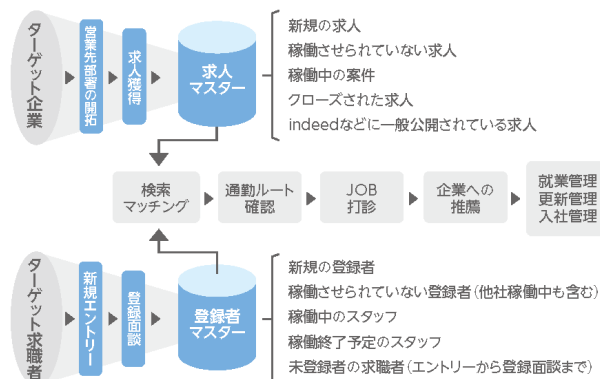 ターゲット企業
営業先部署の開拓
求人獲得
求人
マスター
新規の求人
稼働させられていない求人
稼働中の案件
クローズされた求人
indeedなどに一般公開されている求人
検索
マッチング
通勤ルート
確認
JOB
打診
企業への
推薦
就業管理
更新管理
入社管理
ターゲット求職者
新規エントリー
登録面談
登録者
マスター
新規の登録者
稼働させられていない登録者(他社稼働中も含む)
稼働中のスタッフ
稼働終了予定のスタッフ
未登録者の求職者(エントリーから登録面談まで)